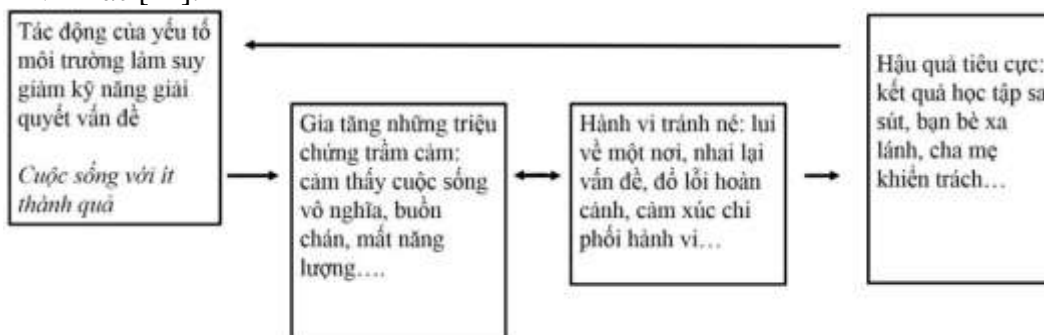 Tác động của yếu tố
môi trường làm suy
giảm kỹ năng giải
quyết vấn đề
Cuộc sống với ít
thành quả
Gia tăng những triệu
chứng trầm cảm:
cảm thấy cuộc sống
vô nghĩa, buồn
chán, mất năng
lượng….
Hành vi tránh né: lui
về một nơi, nhai lại
vấn đề, đổ lỗi hoàn
cảnh, cảm xúc chi
phối hành vi…
Hậu quả tiêu cực:
kết quả học tập sa
sút, bạn bè xa
lánh, cha mẹ
khiển trách…